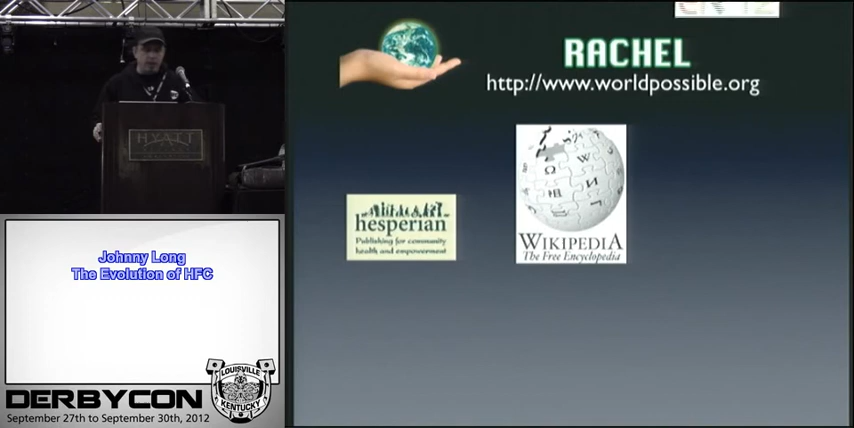 RACHEL
http://www.worldpossible.org
HYATT
hesperian
Publishing for community
health and empowerment
WIKIPEDIA
The Free Encyclopedia
Johnny Long
The Evolution of HFC
LOUISVILLE
KENTUCKY
DERBYCON
September 27th to September 30th, 2012